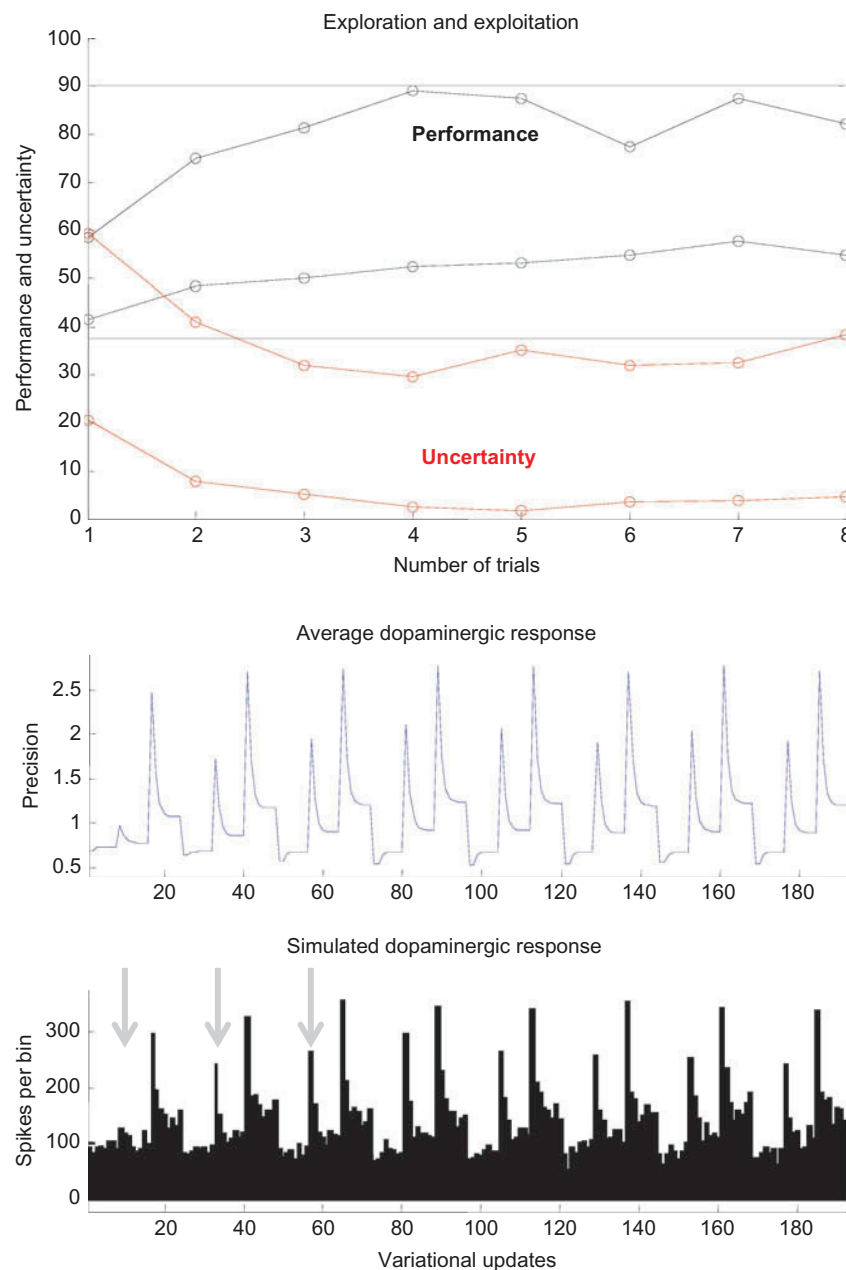 Exploration and exploitation
100
90
80
70
60
50
40
30
20
10
0
Performance and uncertainty
Performance
Uncertainty
1 2 3 4 5 6 7 8
Number of trials
Average dopaminergic response
2.5
2
1.5
1
0.5
Precision
20 40 60 80 100 120 140 160 180
Simulated dopaminergic response
300
200
100
0
Spikes per bin
20 40 60 80 100 120 140 160 180
Variational updates